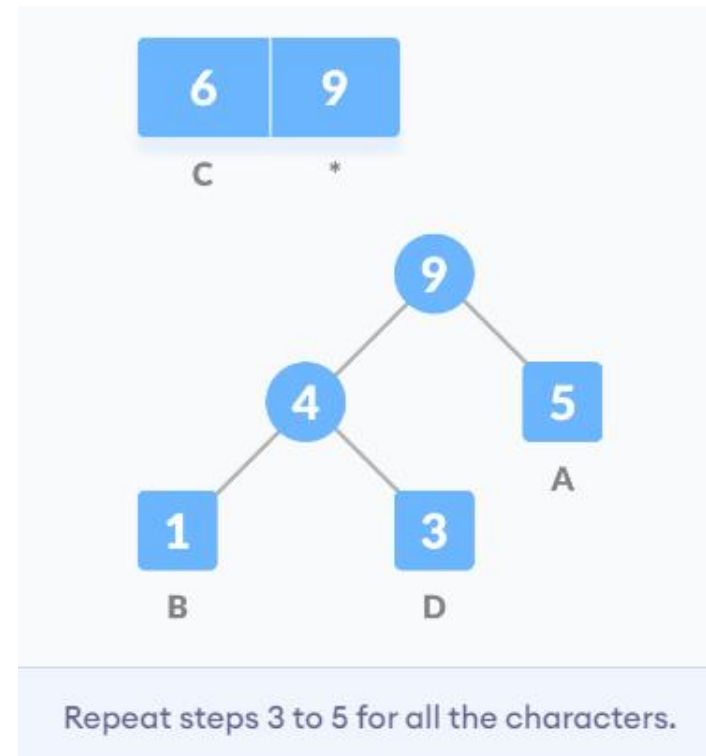 6 9
C *
9
4 5
A
1 3
B D
Repeat steps 3 to 5 for all the characters.